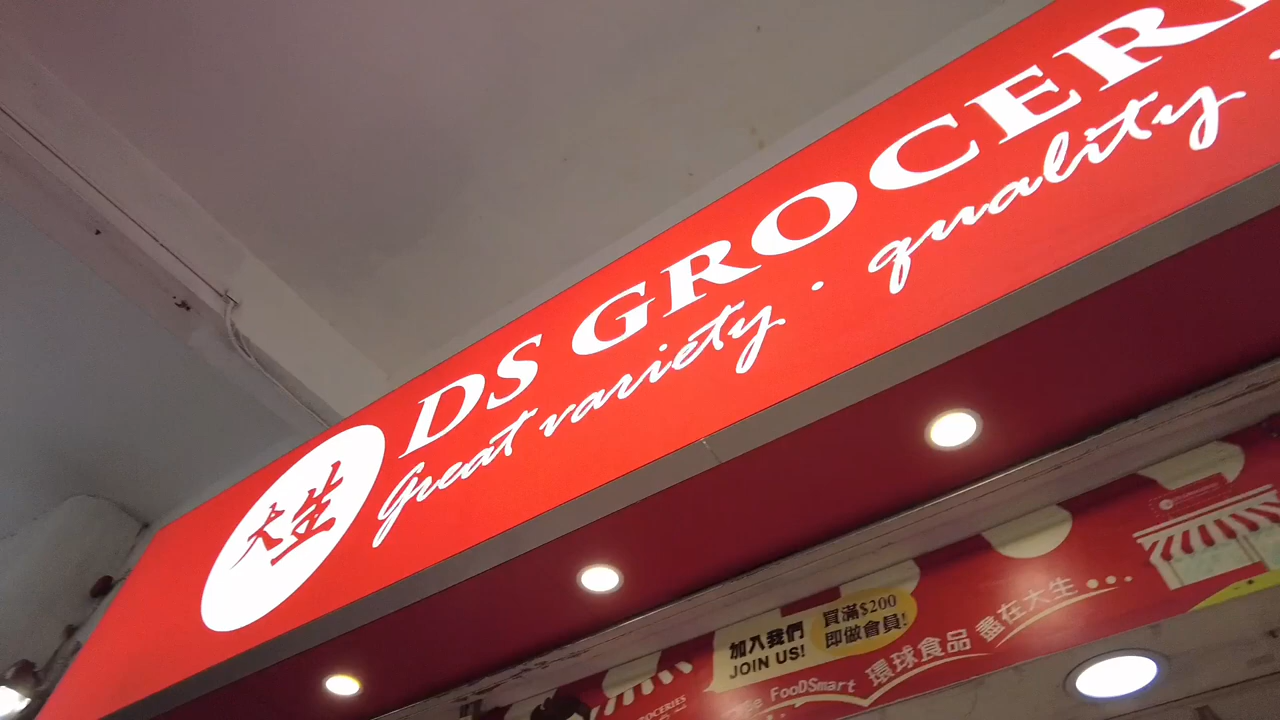 大生
DS GROCER
Great variety · quality ·
加入我們
JOIN US!
買滿$200
即做會員!
FooDSmart
環球食品 盡在大生...